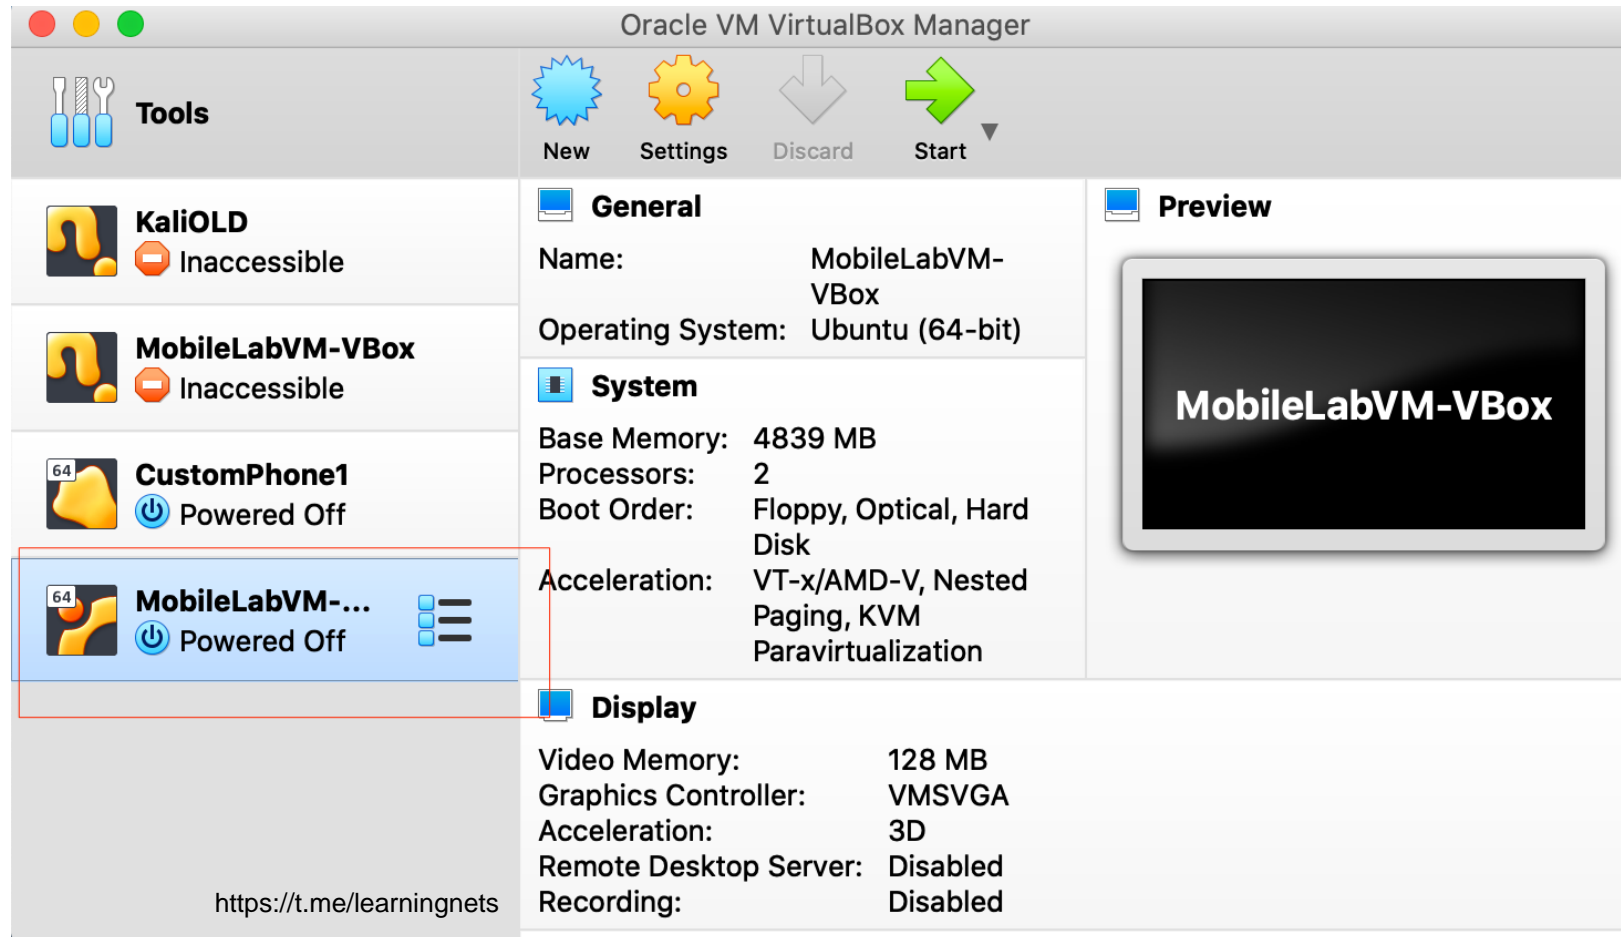 Oracle VM VirtualBox Manager
Tools
New
Settings
Discard
Start
KaliOLD
Inaccessible
MobileLabVM-VBox
Inaccessible
64
CustomPhone1
Powered Off
64
MobileLabVM-...
Powered Off
https://t.me/learningnets
General
Name: MobileLabVM-
VBox
Operating System: Ubuntu (64-bit)
System
Base Memory: 4839 MB
Processors: 2
Boot Order: Floppy, Optical, Hard
Disk
Acceleration: VT-x/AMD-V, Nested
Paging, KVM
Paravirtualization
Preview
MobileLabVM-VBox
Display
Video Memory: 128 MB
Graphics Controller: VMSVGA
Acceleration: 3D
Remote Desktop Server: Disabled
Recording: Disabled